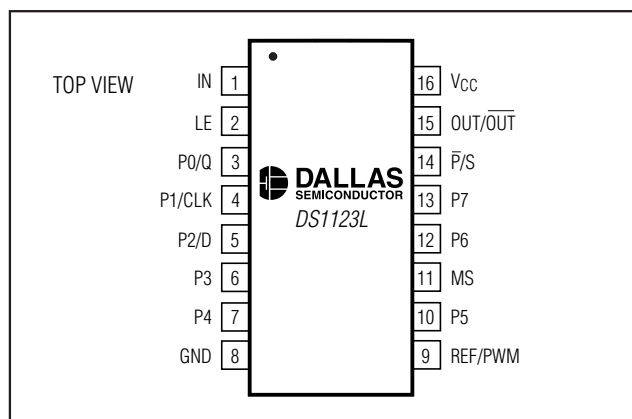 TOP VIEW
IN 1
LE 2
P0/Q 3
P1/CLK 4
P2/D 5
P3 6
P4 7
GND 8
DALLAS
SEMICONDUCTOR
DS1123L
16 VCC
15 OUT/O̅U̅T̅
14 P̅/S
13 P7
12 P6
11 MS
10 P5
9 REF/PWM